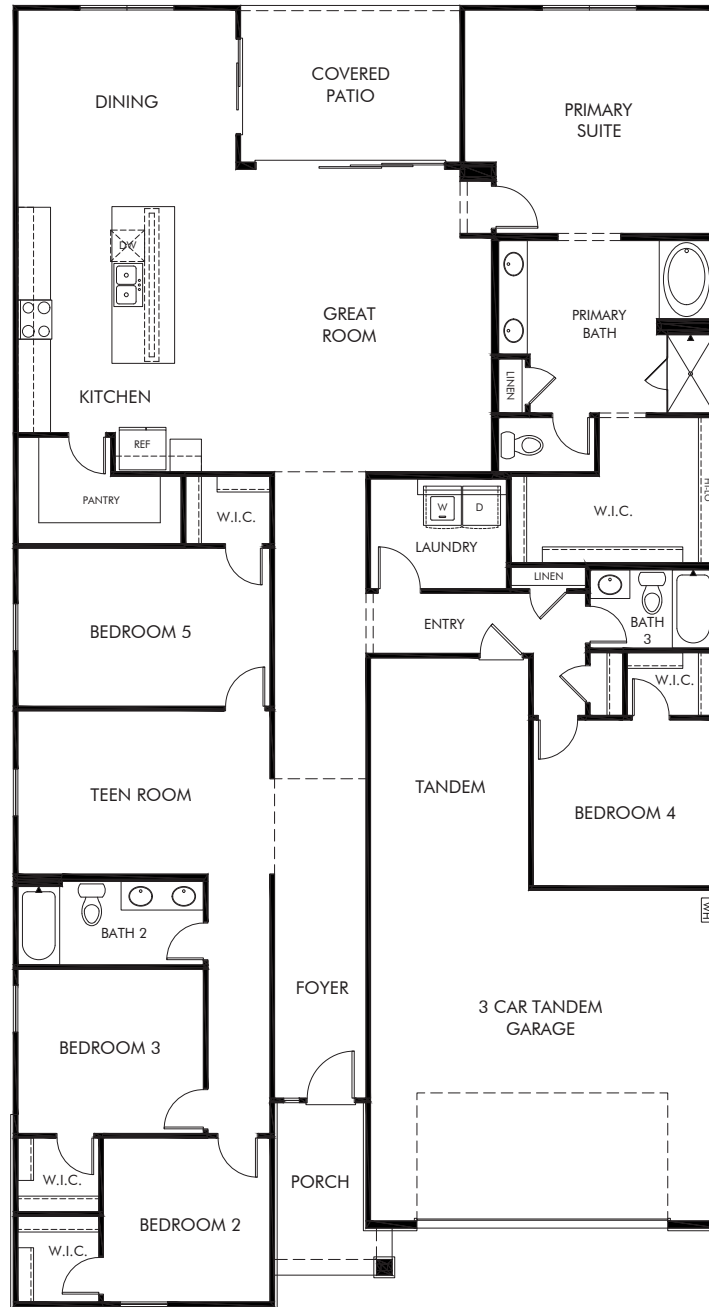 COVERED
PATIO
DINING
PRIMARY
SUITE
DW
GREAT
ROOM
PRIMARY
BATH
LINEN
KITCHEN
REF
PANTRY
W.I.C.
W
D
W.I.C.
LAUNDRY
LINEN
BEDROOM 5
ENTRY
BATH
3
W.I.C.
TEEN ROOM
TANDEM
BEDROOM 4
WH
BATH 2
FOYER
3 CAR TANDEM
GARAGE
BEDROOM 3
W.I.C.
PORCH
BEDROOM 2
W.I.C.